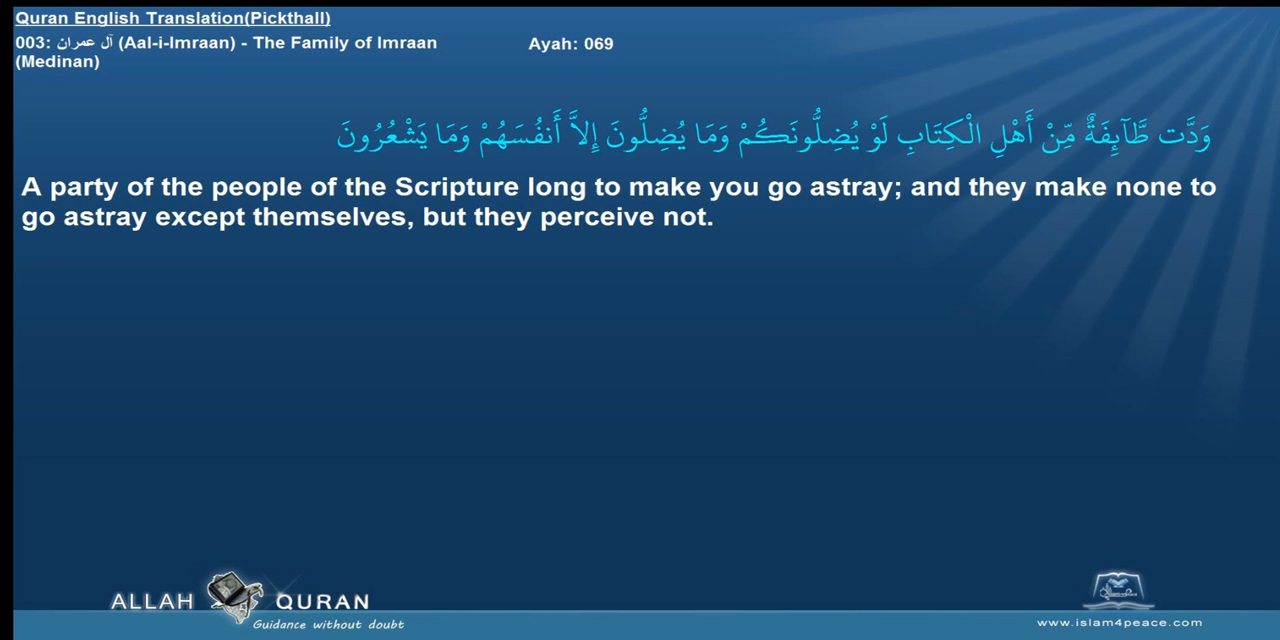 Quran English Translation(Pickthall)
003: آل عمران (Aal-i-Imraan) - The Family of Imraan
(Medinan)
Ayah: 069
وَدَّت طَّآئِفَةٌ مِّنْ أَهْلِ الْكِتَابِ لَوْ يُضِلُّونَكُمْ وَمَا يُضِلُّونَ إِلاَّ أَنفُسَهُمْ وَمَا يَشْعُرُونَ
A party of the people of the Scripture long to make you go astray; and they make none to
go astray except themselves, but they perceive not.
ALLAH QURAN
Guidance without doubt
www.islam4peace.com